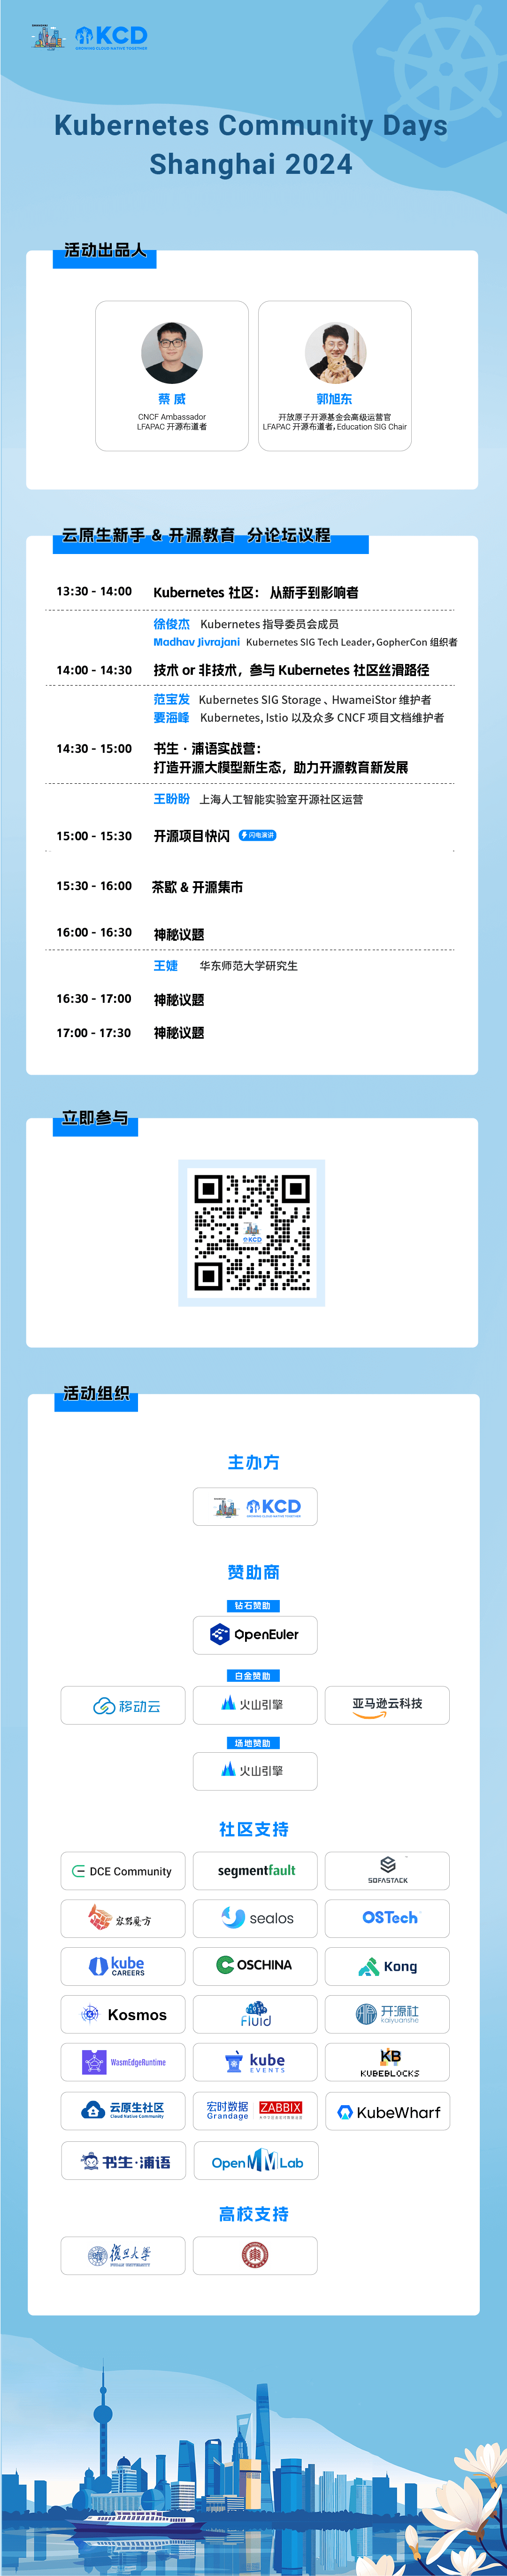 KCD
GROWING CLOUD NATIVE TOGETHER
Kubernetes Community Days
Shanghai 2024
活动出品人
蔡 威
CNCF Ambassador
LFAPAC 开源布道者
郭旭东
开放原子开源基金会高级运营官
LFAPAC 开源布道者, Education SIG Chair
云原生新手 & 开源教育 分论坛议程
13:30 - 14:00 Kubernetes 社区： 从新手到影响者
徐俊杰 Kubernetes 指导委员会成员
Madhav Jivrajani Kubernetes SIG Tech Leader, GopherCon 组织者
14:00 - 14:30 技术 or 非技术，参与 Kubernetes 社区丝滑路径
范宝发 Kubernetes SIG Storage 、HwameiStor 维护者
要海峰 Kubernetes, Istio 以及众多 CNCF 项目文档维护者
14:30 - 15:00 书生 · 浦语实战营：
打造开源大模型新生态，助力开源教育新发展
王盼盼 上海人工智能实验室开源社区运营
15:00 - 15:30 开源项目快闪 闪电演讲
15:30 - 16:00 茶歇 & 开源集市
16:00 - 16:30 神秘议题
王婕 华东师范大学研究生
16:30 - 17:00 神秘议题
17:00 - 17:30 神秘议题
立即参与
KCD
活动组织
主办方
KCD
GROWING CLOUD NATIVE TOGETHER
赞助商
钻石赞助
OpenEuler
白金赞助
移动云 火山引擎 亚马逊云科技
场地赞助
火山引擎
社区支持
DCE Community segmentfault SOFASTACK
容器魔方 sealos OSTech
kube CAREERS OSCHINA Kong
Kosmos Fluid 开源社 kaiyuanshe
WasmEdgeRuntime kube EVENTS KB KUBEBLOCKS
云原生社区 Cloud Native Community 宏时数据 Grandage ZABBIX KubeWharf
书生·浦语 OpenMMLab
高校支持
復旦大學
FUDAN UNIVERSITY